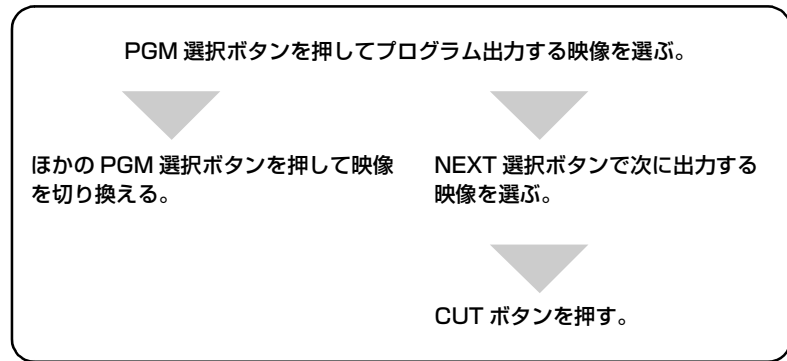 PGM 選択ボタンを押してプログラム出力する映像を選ぶ。
ほかの PGM 選択ボタンを押して映像
を切り換える。
NEXT 選択ボタンで次に出力する
映像を選ぶ。
CUT ボタンを押す。